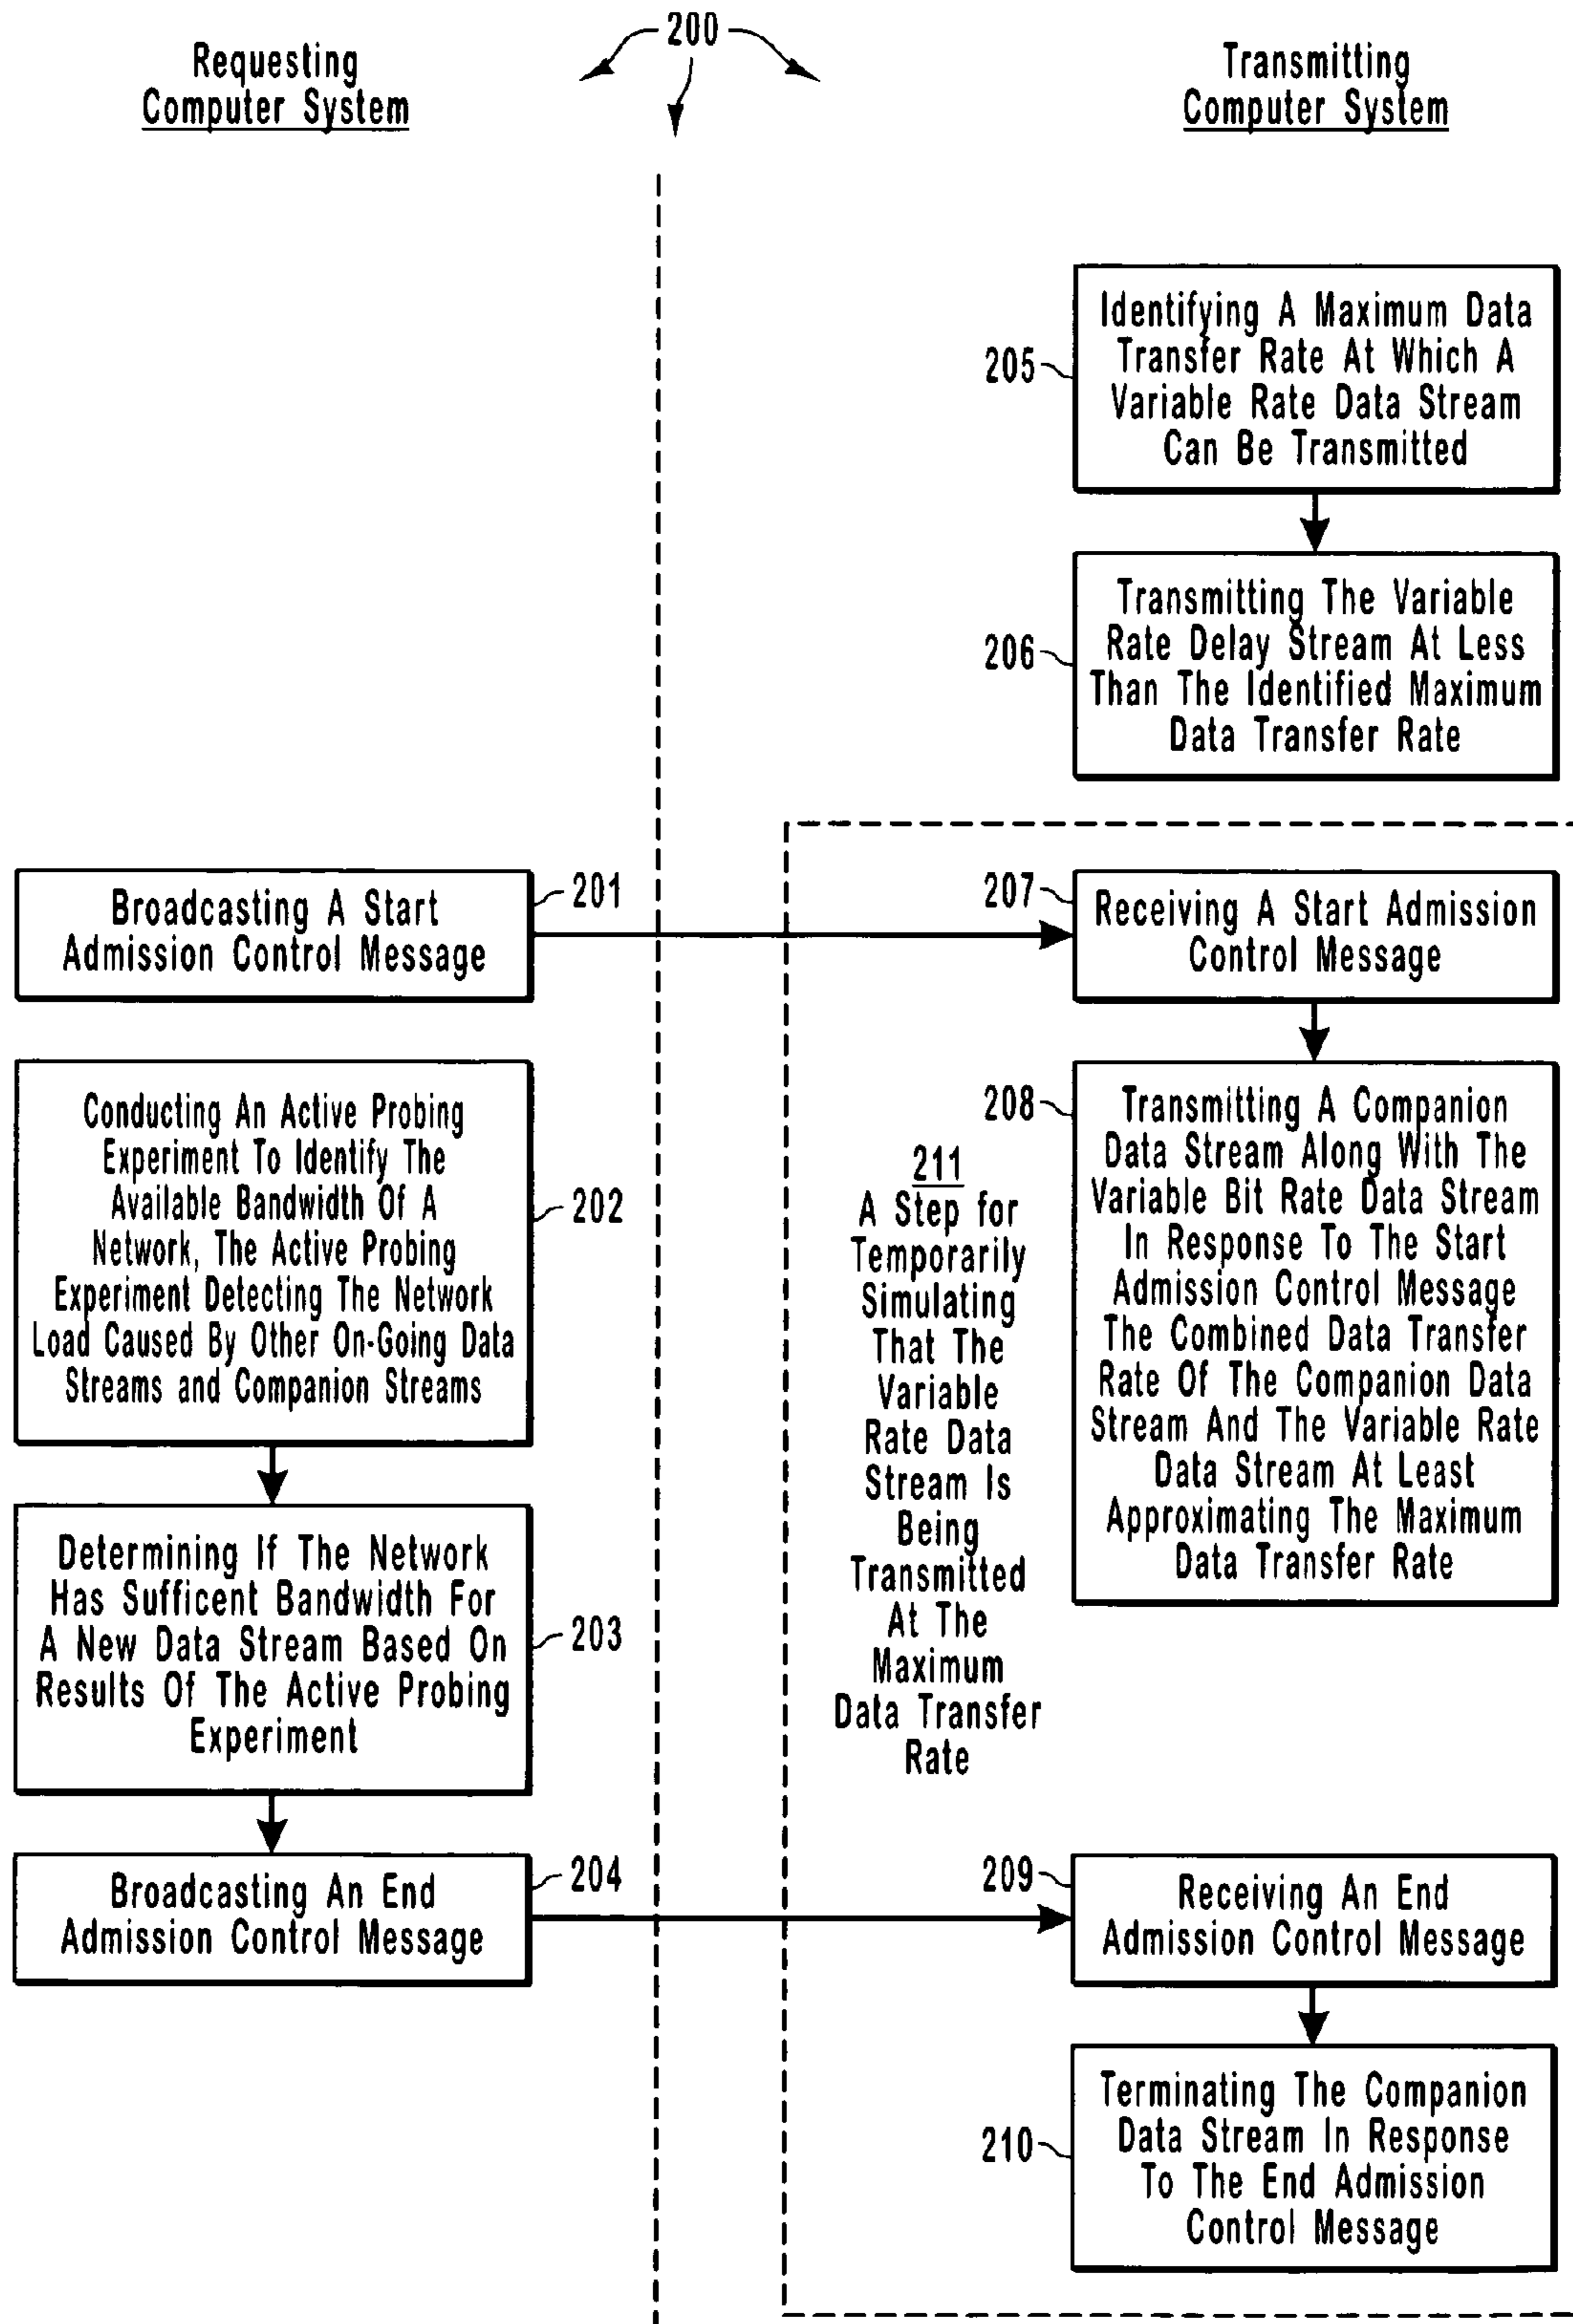 200
Requesting
Computer System
Transmitting
Computer System
205
Identifying A Maximum Data
Transfer Rate At Which A
Variable Rate Data Stream
Can Be Transmitted
206
Transmitting The Variable
Rate Delay Stream At Less
Than The Identified Maximum
Data Transfer Rate
Broadcasting A Start
Admission Control Message
201
207
Receiving A Start Admission
Control Message
Conducting An Active Probing
Experiment To Identify The
Available Bandwidth Of A
Network, The Active Probing
Experiment Detecting The Network
Load Caused By Other On-Going Data
Streams and Companion Streams
202
208
Transmitting A Companion
Data Stream Along With The
Variable Bit Rate Data Stream
In Response To The Start
Admission Control Message
The Combined Data Transfer
Rate Of The Companion Data
Stream And The Variable Rate
Data Stream At Least
Approximating The Maximum
Data Transfer Rate
211
A Step for
Temporarily
Simulating
That The
Variable
Rate Data
Stream Is
Being
Transmitted
At The
Maximum
Data Transfer
Rate
Determining If The Network
Has Sufficent Bandwidth For
A New Data Stream Based On
Results Of The Active Probing
Experiment
203
Broadcasting An End
Admission Control Message
204
209
Receiving An End
Admission Control Message
210
Terminating The Companion
Data Stream In Response
To The End Admission
Control Message